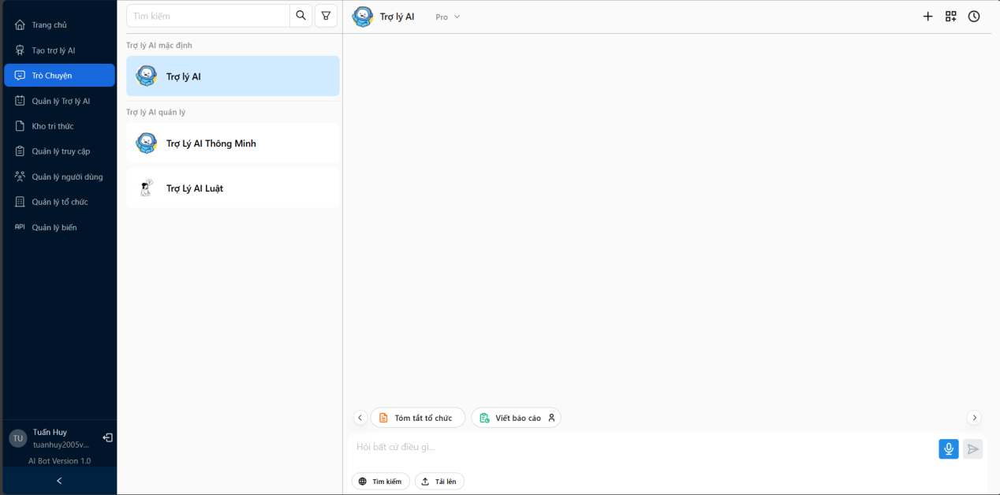 Trang chủ
Tạo trợ lý AI
Trò Chuyện
Quản lý Trợ lý AI
Kho tri thức
Quản lý truy cập
Quản lý người dùng
Quản lý tổ chức
API Quản lý biến
TU
Tuấn Huy
tuanhuy2005v...
AI Bot Version 1.0
Tìm kiếm
Trợ lý AI mặc định
Trợ lý AI
Trợ lý AI quản lý
Trợ Lý AI Thông Minh
Trợ Lý AI Luật
Trợ lý AI Pro
Tóm tắt tổ chức
Viết báo cáo
Hỏi bất cứ điều gì...
Tìm kiếm
Tải lên